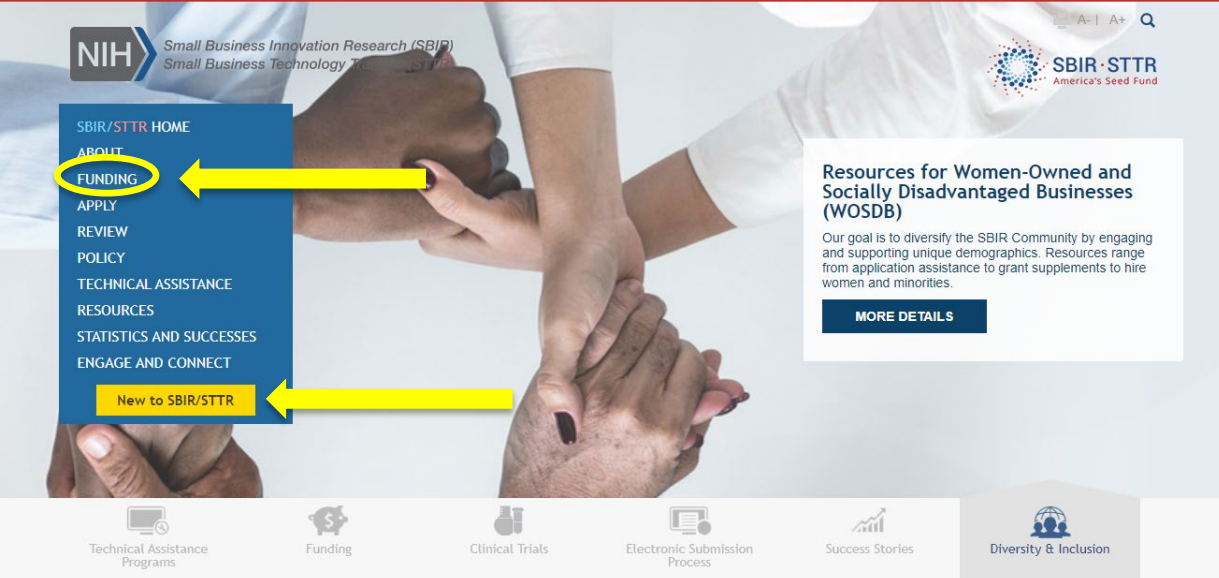 A- | A+
NIH
Small Business Innovation Research (SBIR)
Small Business Technology
SBIR·STTR
America's Seed Fund
SBIR/STTR HOME
ABOUT
FUNDING
APPLY
REVIEW
POLICY
TECHNICAL ASSISTANCE
RESOURCES
STATISTICS AND SUCCESSES
ENGAGE AND CONNECT
New to SBIR/STTR
Resources for Women-Owned and
Socially Disadvantaged Businesses
(WOSDB)
Our goal is to diversify the SBIR Community by engaging
and supporting unique demographics. Resources range
from application assistance to grant supplements to hire
women and minorities.
MORE DETAILS
Technical Assistance
Programs
Funding
Clinical Trials
Electronic Submission
Process
Success Stories
Diversity & Inclusion